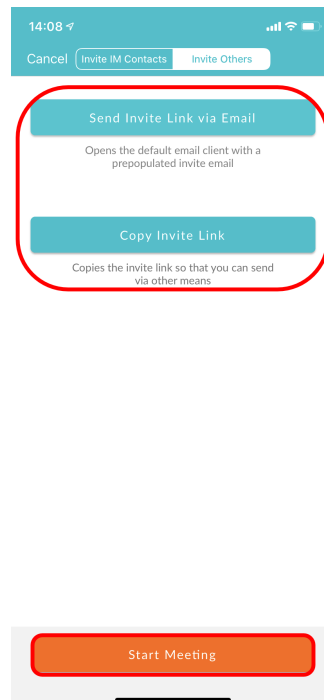 14:08
Cancel Invite IM Contacts Invite Others
Send Invite Link via Email
Opens the default email client with a
prepopulated invite email
Copy Invite Link
Copies the invite link so that you can send
via other means
Start Meeting